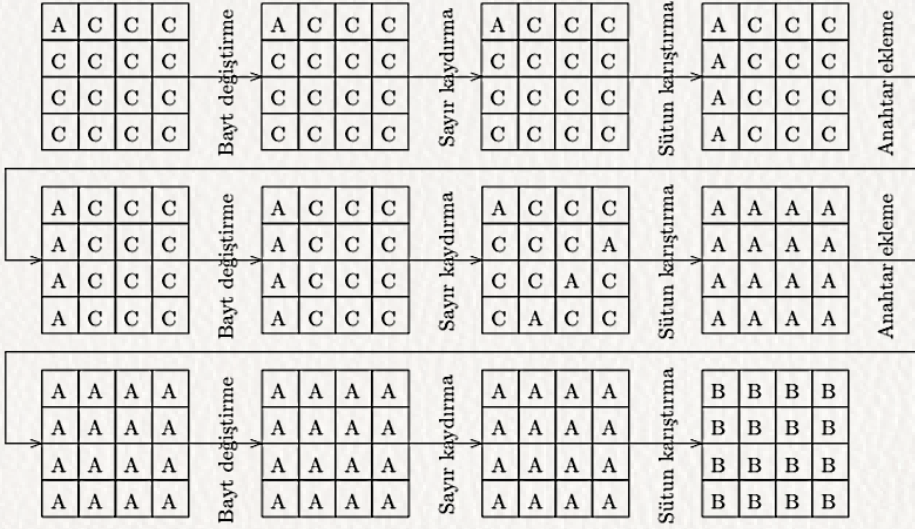 A C C C
C C C C
C C C C
C C C C
Bayt değiştirme
A C C C
C C C C
C C C C
C C C C
Sayır kaydırma
A C C C
C C C C
C C C C
C C C C
Sütun karıştırma
A C C C
A C C C
A C C C
A C C C
Anahtar ekleme
A C C C
A C C C
A C C C
A C C C
Bayt değiştirme
A C C C
A C C C
A C C C
A C C C
Sayır kaydırma
A C C C
C C C A
C C A C
C A C C
Sütun karıştırma
A A A A
A A A A
A A A A
A A A A
Anahtar ekleme
A A A A
A A A A
A A A A
A A A A
Bayt değiştirme
A A A A
A A A A
A A A A
A A A A
Sayır kaydırma
A A A A
A A A A
A A A A
A A A A
Sütun karıştırma
B B B B
B B B B
B B B B
B B B B